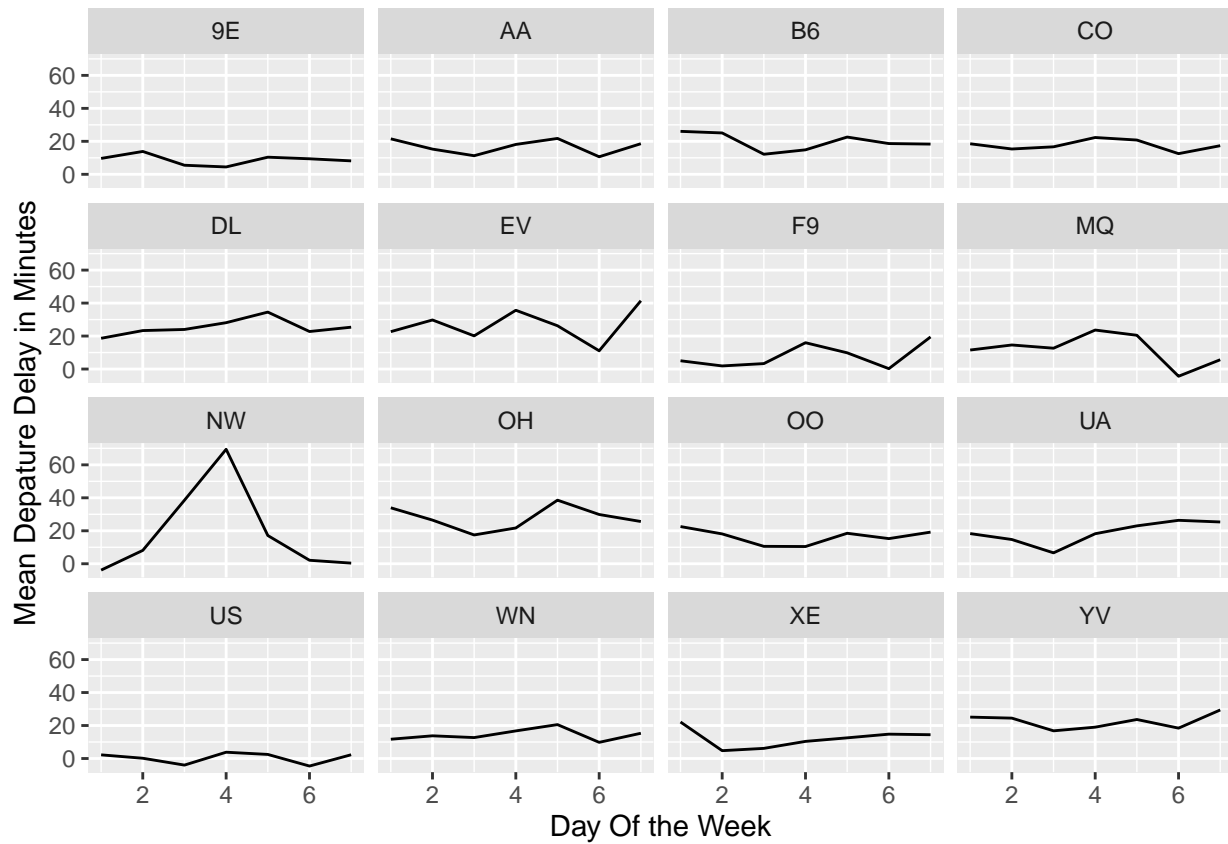 9E AA B6 CO
60
40
20
0
DL EV F9 MQ
60
40
20
0
NW OH OO UA
60
40
20
0
US WN XE YV
60
40
20
0
2 4 6 2 4 6 2 4 6 2 4 6
Day Of the Week
Mean Depature Delay in Minutes